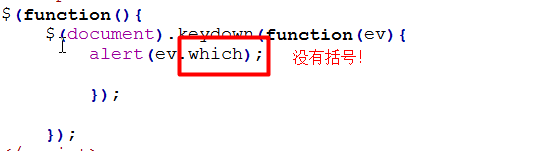 $(function(){
$(document).keydown(function(ev){
alert(ev.which);
没有括号！
});
});